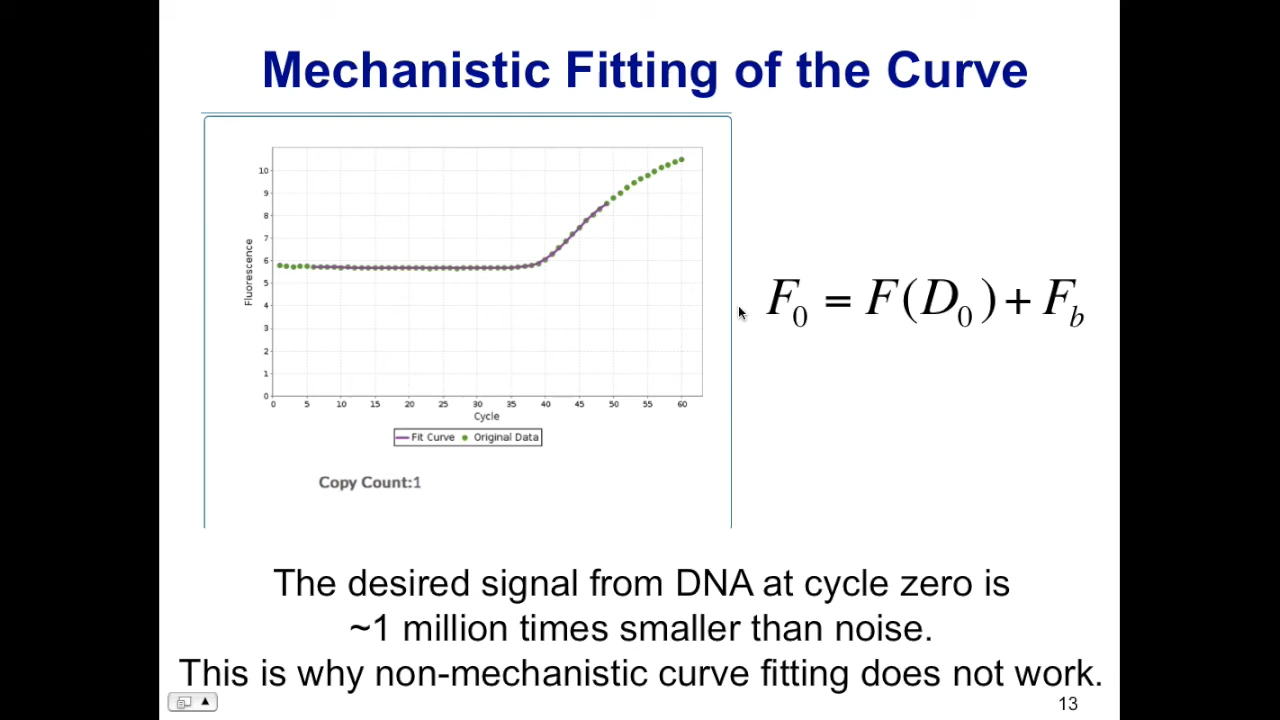 Mechanistic Fitting of the Curve
10
9
8
7
6
5
4
3
2
1
0
Fluorescence
0 5 10 15 20 25 30 35 40 45 50 55 60
Cycle
Fit Curve Original Data
Copy Count:1
F₀ = F(D₀) + F_b
The desired signal from DNA at cycle zero is
~1 million times smaller than noise.
This is why non-mechanistic curve fitting does not work.
13